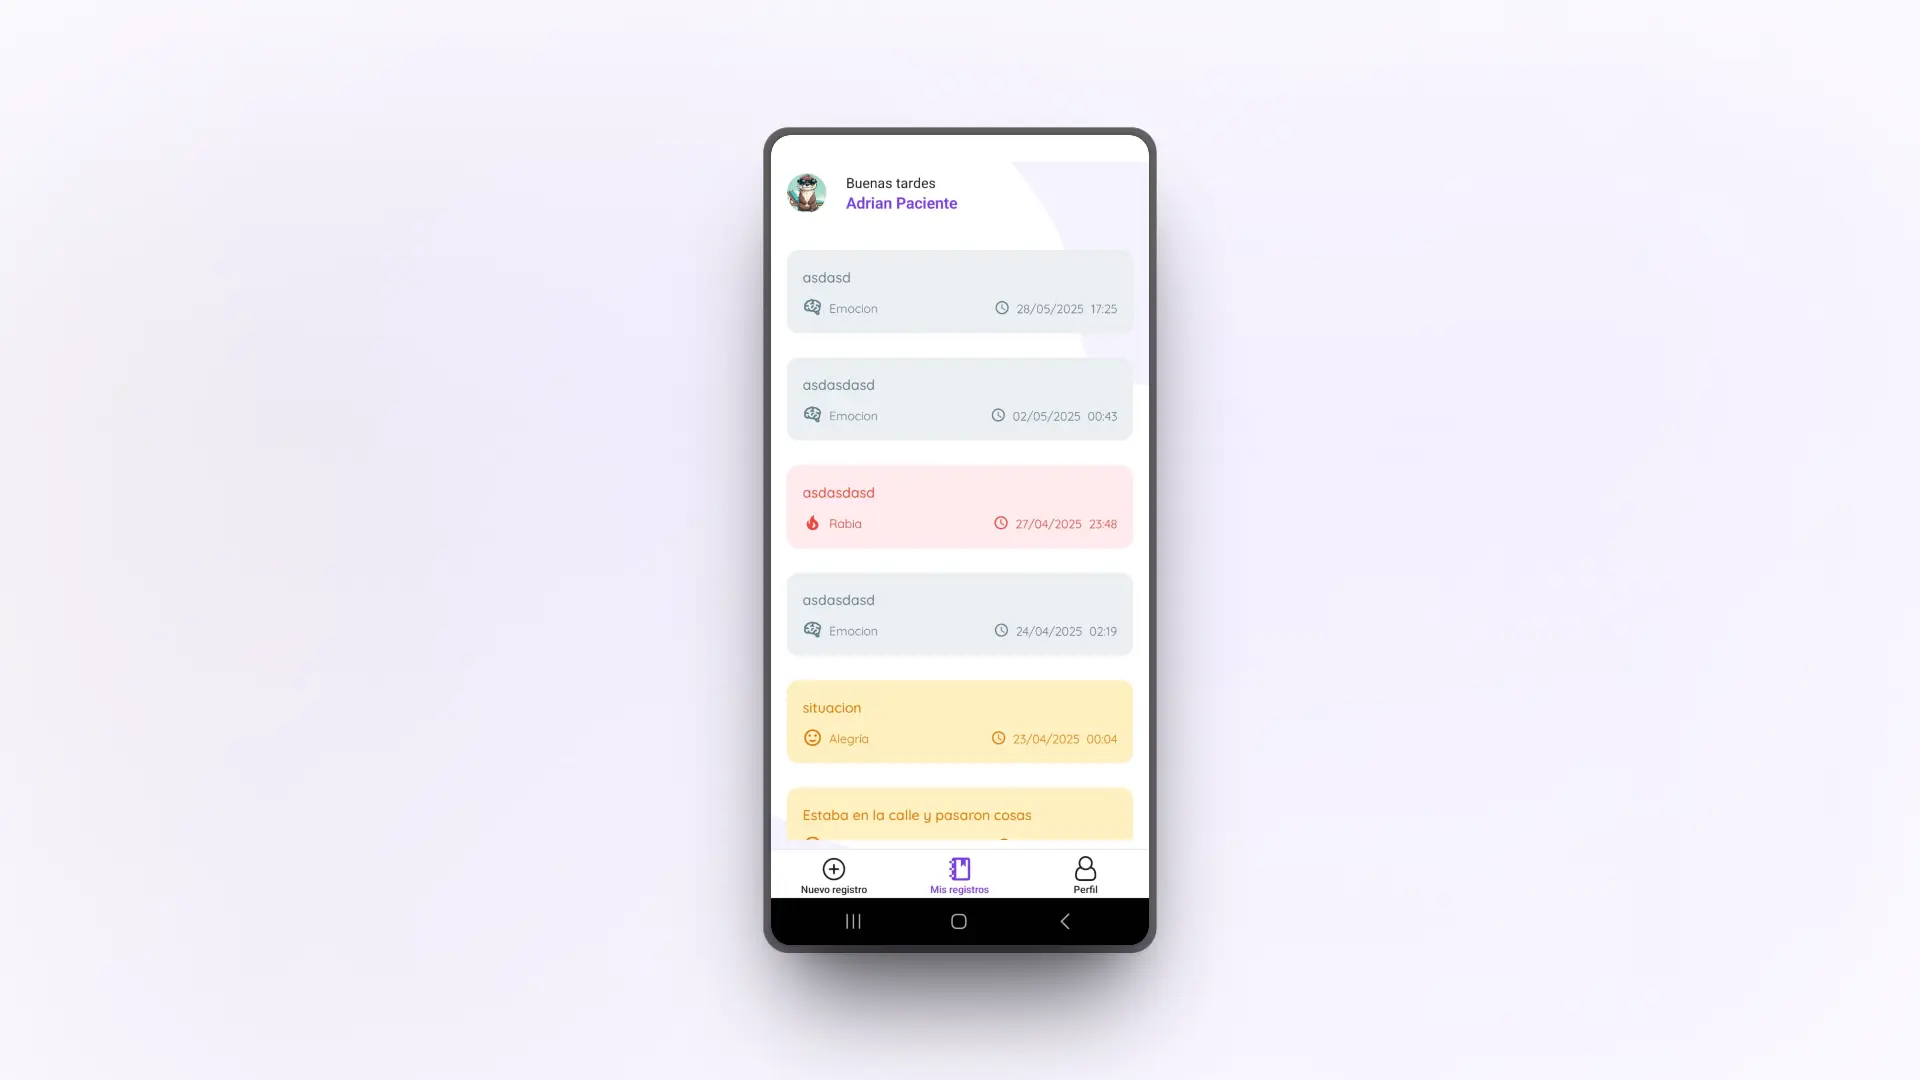 Buenas tardes
Adrian Paciente
asdasd
Emocion 28/05/2025 17:25
asdasdasd
Emocion 02/05/2025 00:43
asdasdasd
Rabia 27/04/2025 23:48
asdasdasd
Emocion 24/04/2025 02:19
situacion
Alegría 23/04/2025 00:04
Estaba en la calle y pasaron cosas
Nuevo registro Mis registros Perfil